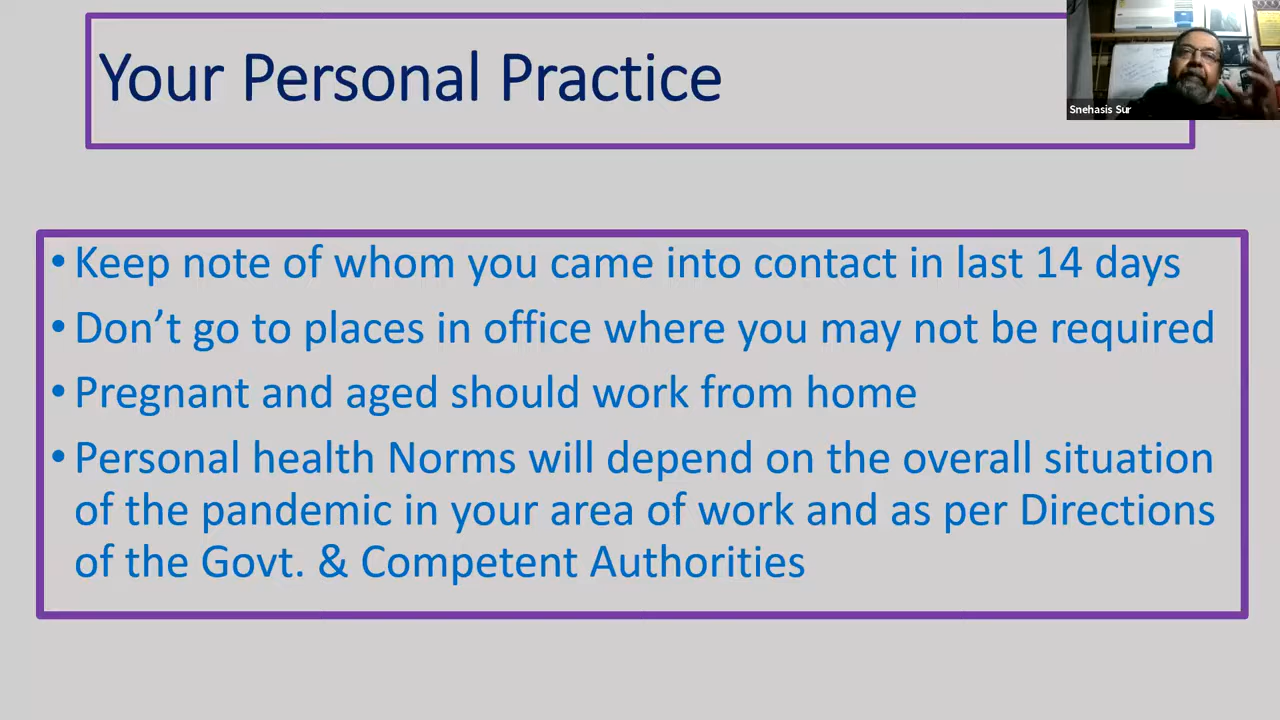 Your Personal Practice
Snehasis Sur
• Keep note of whom you came into contact in last 14 days
• Don’t go to places in office where you may not be required
• Pregnant and aged should work from home
• Personal health Norms will depend on the overall situation
of the pandemic in your area of work and as per Directions
of the Govt. & Competent Authorities